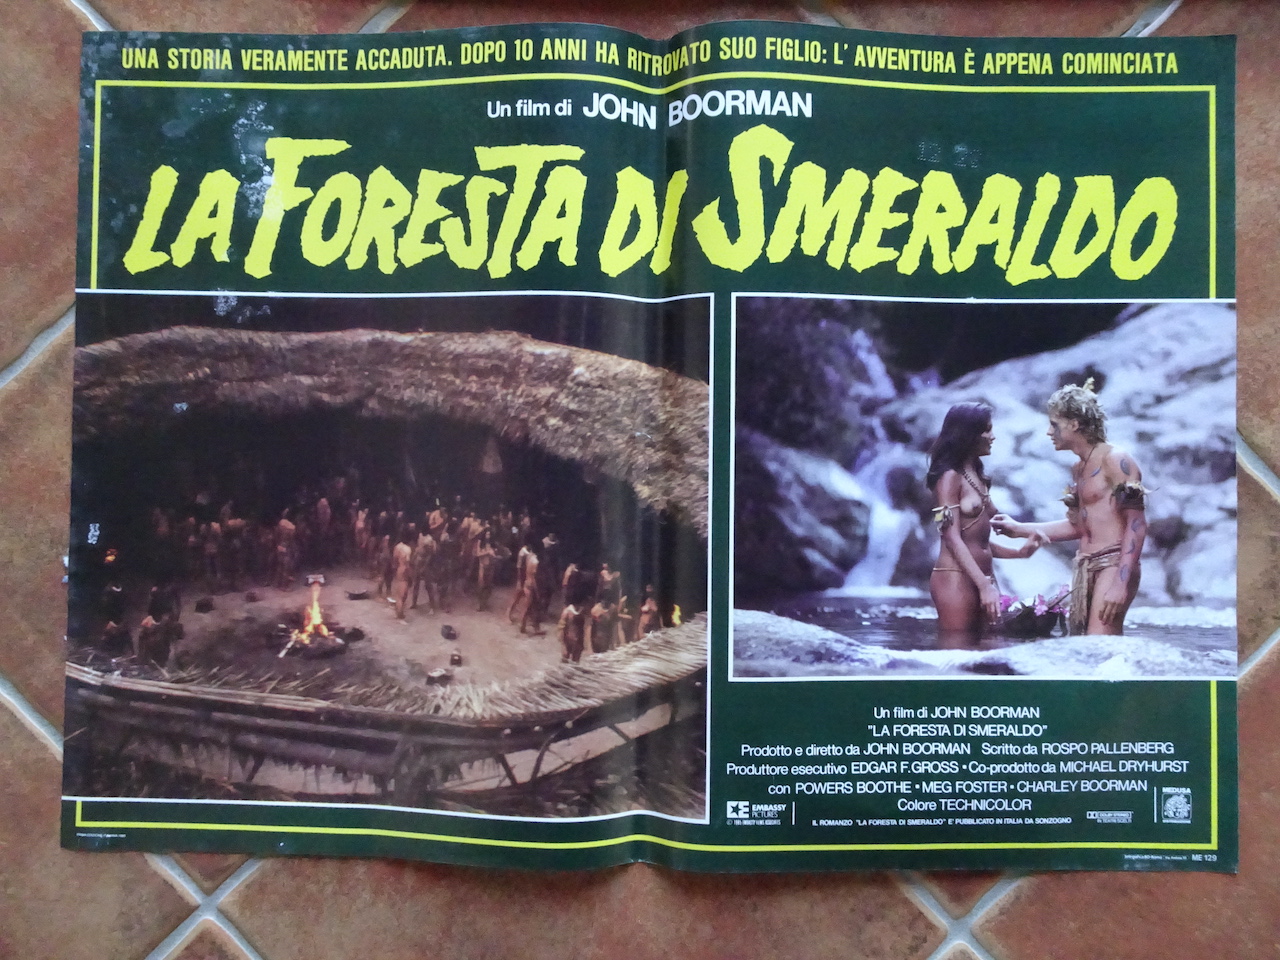 UNA STORIA VERAMENTE ACCADUTA. DOPO 10 ANNI HA RITROVATO SUO FIGLIO: L' AVVENTURA È APPENA COMINCIATA
Un film di JOHN BOORMAN
LA FORESTA DI SMERALDO
Un film di JOHN BOORMAN
"LA FORESTA DI SMERALDO"
Prodotto e diretto da JOHN BOORMAN Scritto da ROSPO PALLENBERG
Produttore esecutivo EDGAR F. GROSS • Co-prodotto da MICHAEL DRYHURST
con POWERS BOOTHE • MEG FOSTER • CHARLEY BOORMAN
Colore TECHNICOLOR
EMBASSY PICTURES
IL ROMANZO "LA FORESTA DI SMERALDO" E' PUBBLICATO IN ITALIA DA SONZOGNO
DOLBY STEREO
MEDUSA
ME 129